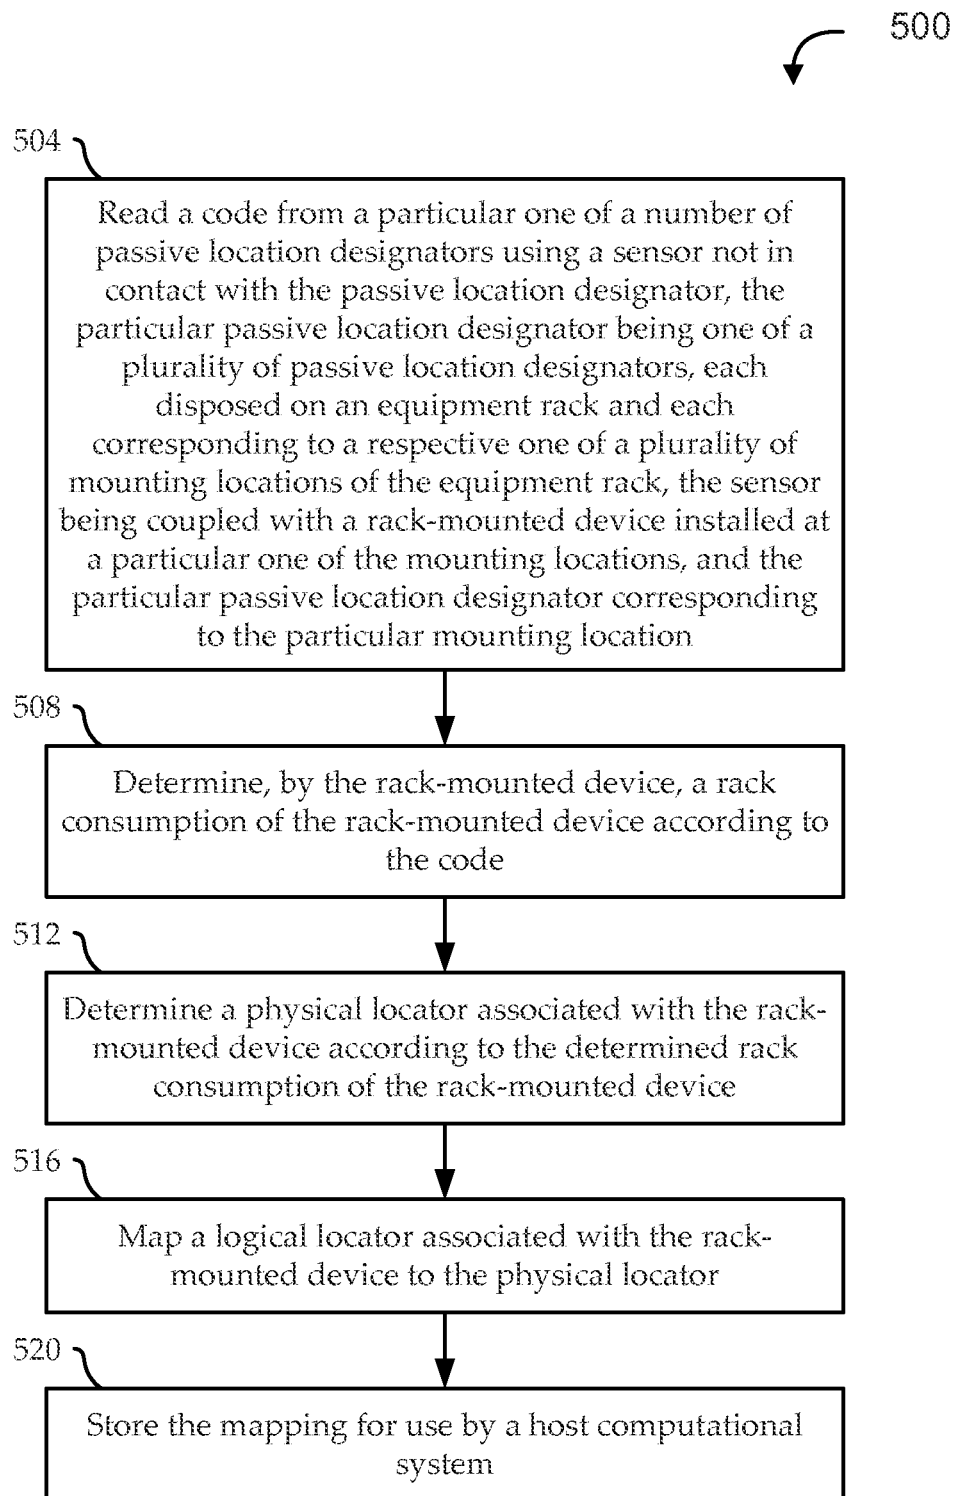 500
504
Read a code from a particular one of a number of
passive location designators using a sensor not in
contact with the passive location designator, the
particular passive location designator being one of a
plurality of passive location designators, each
disposed on an equipment rack and each
corresponding to a respective one of a plurality of
mounting locations of the equipment rack, the sensor
being coupled with a rack-mounted device installed at
a particular one of the mounting locations, and the
particular passive location designator corresponding
to the particular mounting location
508
Determine, by the rack-mounted device, a rack
consumption of the rack-mounted device according to
the code
512
Determine a physical locator associated with the rack-
mounted device according to the determined rack
consumption of the rack-mounted device
516
Map a logical locator associated with the rack-
mounted device to the physical locator
520
Store the mapping for use by a host computational
system